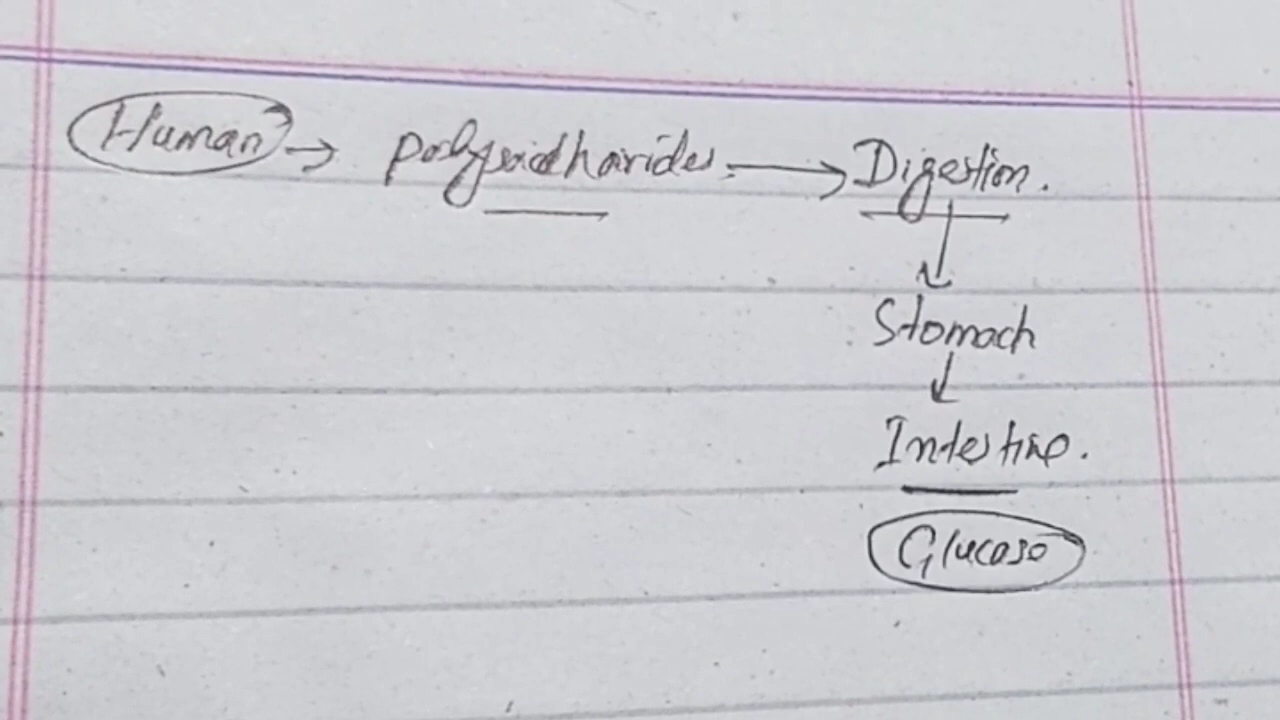 Human → Polysaccharides. → Digestion.
↓
Stomach
↓
Intestine.
Glucose